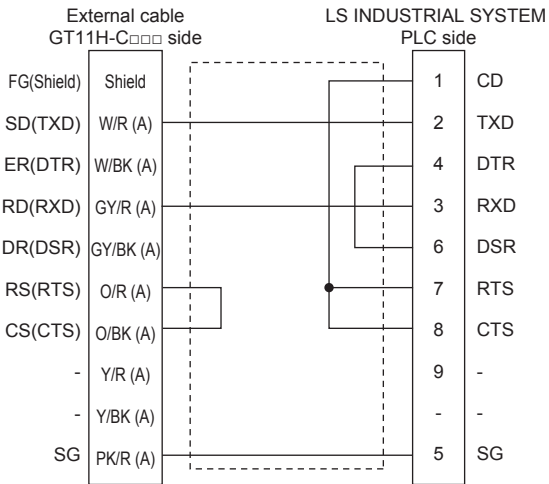 External cable
GT11H-C□□□ side
LS INDUSTRIAL SYSTEM
PLC side
FG(Shield) Shield 1 CD
SD(TXD) W/R (A) 2 TXD
ER(DTR) W/BK (A) 4 DTR
RD(RXD) GY/R (A) 3 RXD
DR(DSR) GY/BK (A) 6 DSR
RS(RTS) O/R (A) 7 RTS
CS(CTS) O/BK (A) 8 CTS
- Y/R (A) 9 -
- Y/BK (A) - -
SG PK/R (A) 5 SG